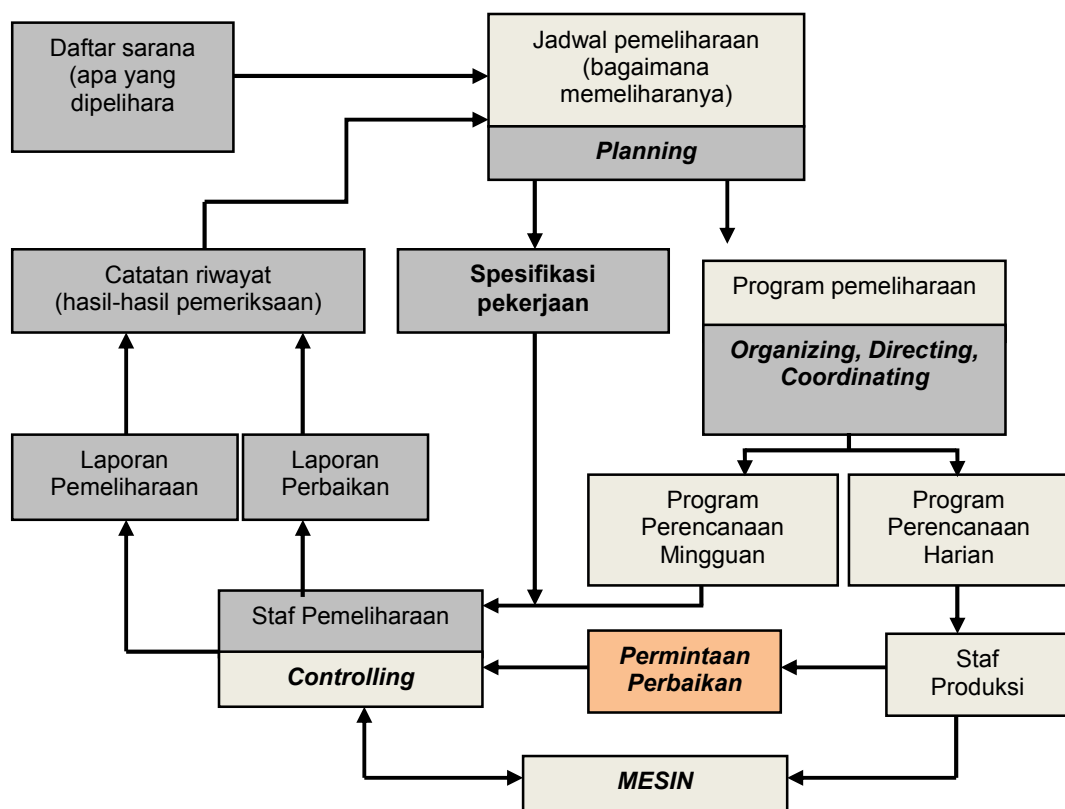 Daftar sarana
(apa yang
dipelihara
Jadwal pemeliharaan
(bagaimana
memeliharanya)
Planning
Catatan riwayat
(hasil-hasil pemeriksaan)
Spesifikasi
pekerjaan
Program pemeliharaan
Organizing, Directing,
Coordinating
Laporan
Pemeliharaan
Laporan
Perbaikan
Program
Perencanaan
Mingguan
Program
Perencanaan
Harian
Staf Pemeliharaan
Controlling
Permintaan
Perbaikan
Staf
Produksi
MESIN